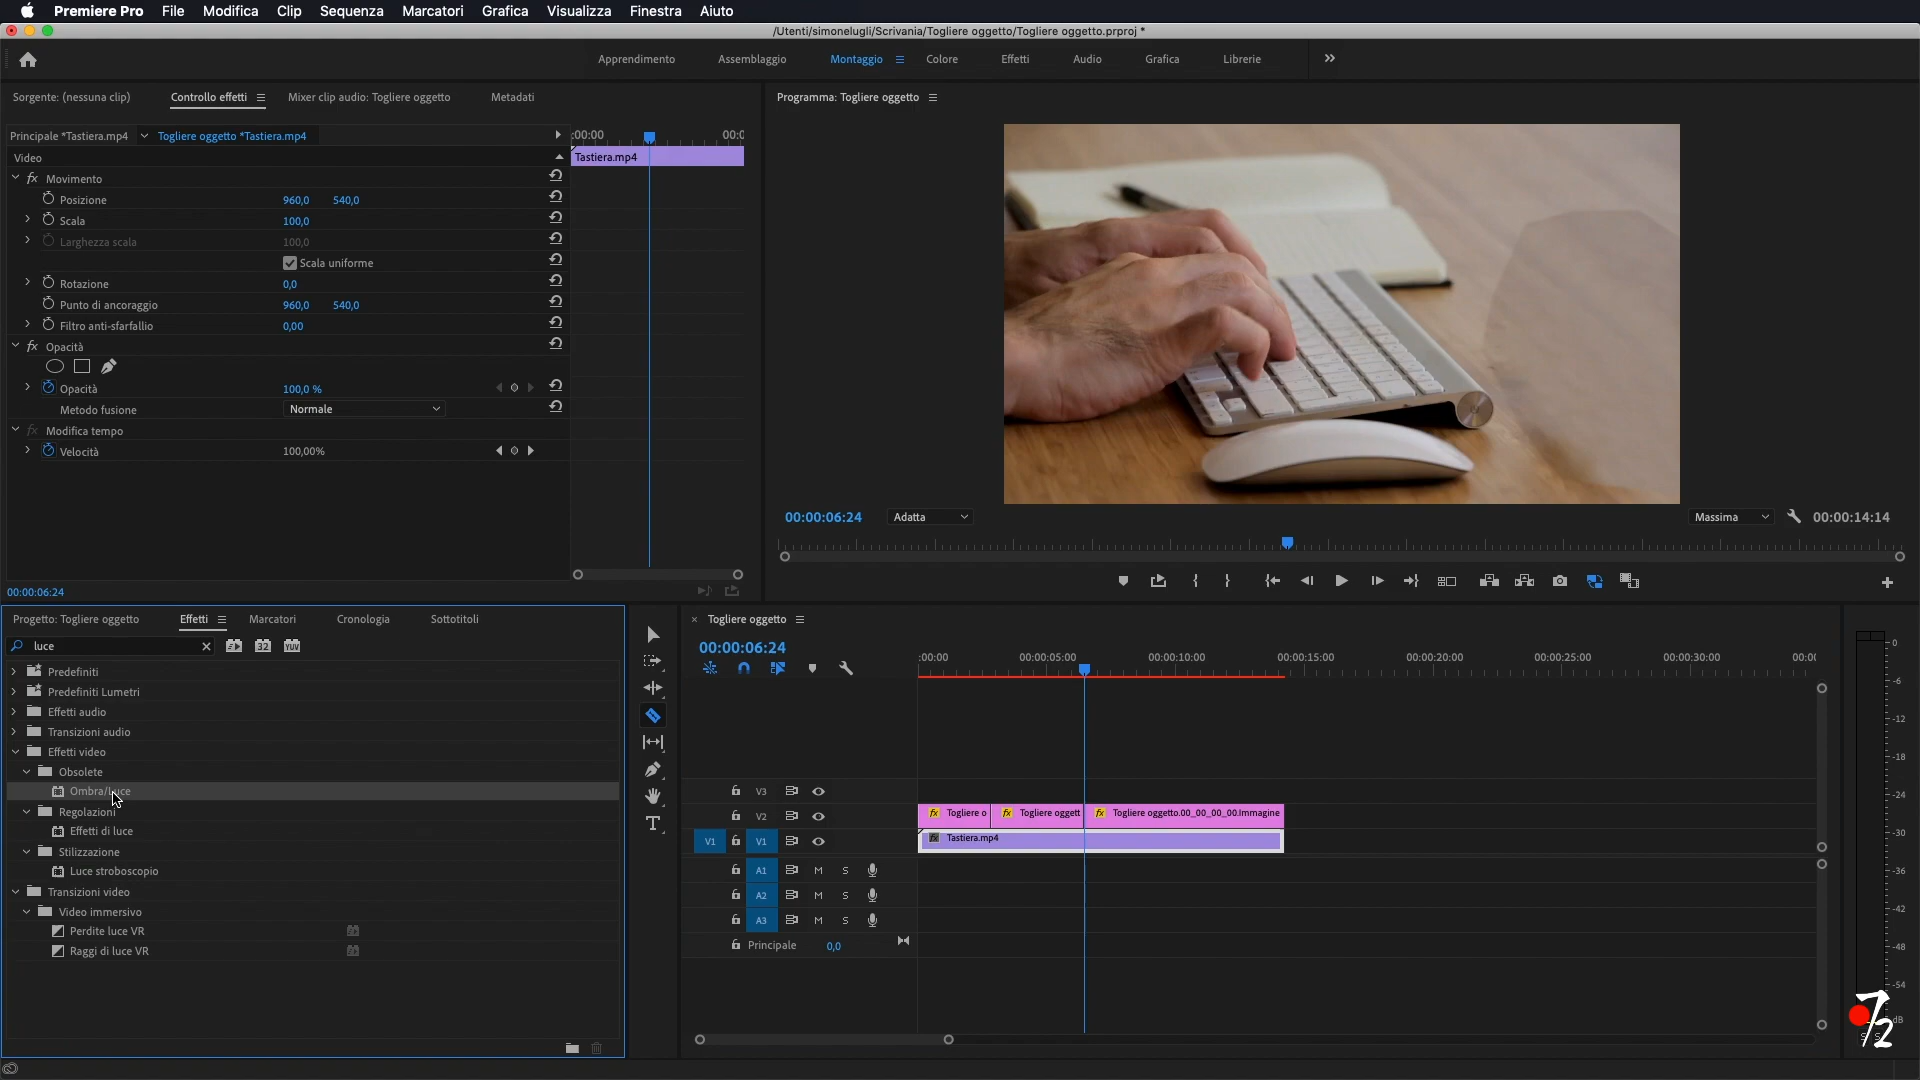 Premiere Pro File Modifica Clip Sequenza Marcatori Grafica Visualizza Finestra Aiuto
/Utenti/simonelugli/Scrivania/Togliere oggetto/Togliere oggetto.prproj *
Apprendimento Assemblaggio Montaggio Colore Effetti Audio Grafica Librerie
Sorgente: (nessuna clip) Controllo effetti Mixer clip audio: Togliere oggetto Metadati
Programma: Togliere oggetto
Principale *Tastiera.mp4 Togliere oggetto *Tastiera.mp4
:00:00 00:0
Video
Tastiera.mp4
fx Movimento
Posizione 960,0 540,0
Scala 100,0
Larghezza scala 100,0
Scala uniforme
Rotazione 0,0
Punto di ancoraggio 960,0 540,0
Filtro anti-sfarfallio 0,00
fx Opacità
Opacità 100,0 %
Metodo fusione Normale
fx Modifica tempo
Velocità 100,00%
00:00:06:24
00:00:06:24 Adatta Massima 00:00:14:14
Progetto: Togliere oggetto Effetti Marcatori Cronologia Sottotitoli
luce 32 YUV
Predefiniti
Predefiniti Lumetri
Effetti audio
Transizioni audio
Effetti video
Obsolete
Ombra/Luce
Regolazioni
Effetti di luce
Stilizzazione
Luce stroboscopio
Transizioni video
Video immersivo
Perdite luce VR
Raggi di luce VR
T
× Togliere oggetto
00:00:06:24
:00:00 00:00:05:00 00:00:10:00 00:00:15:00 00:00:20:00 00:00:25:00 00:00:30:00 00:0
V3
V2
fx Togliere o fx Togliere oggett fx Togliere oggetto.00_00_00_00.Immagine
V1 V1
fx Tastiera.mp4
A1 M S
A2 M S
A3 M S
Principale 0,0
0
-6
-12
-18
-24
-30
-36
-42
-48
-54
dB
S S
7/2